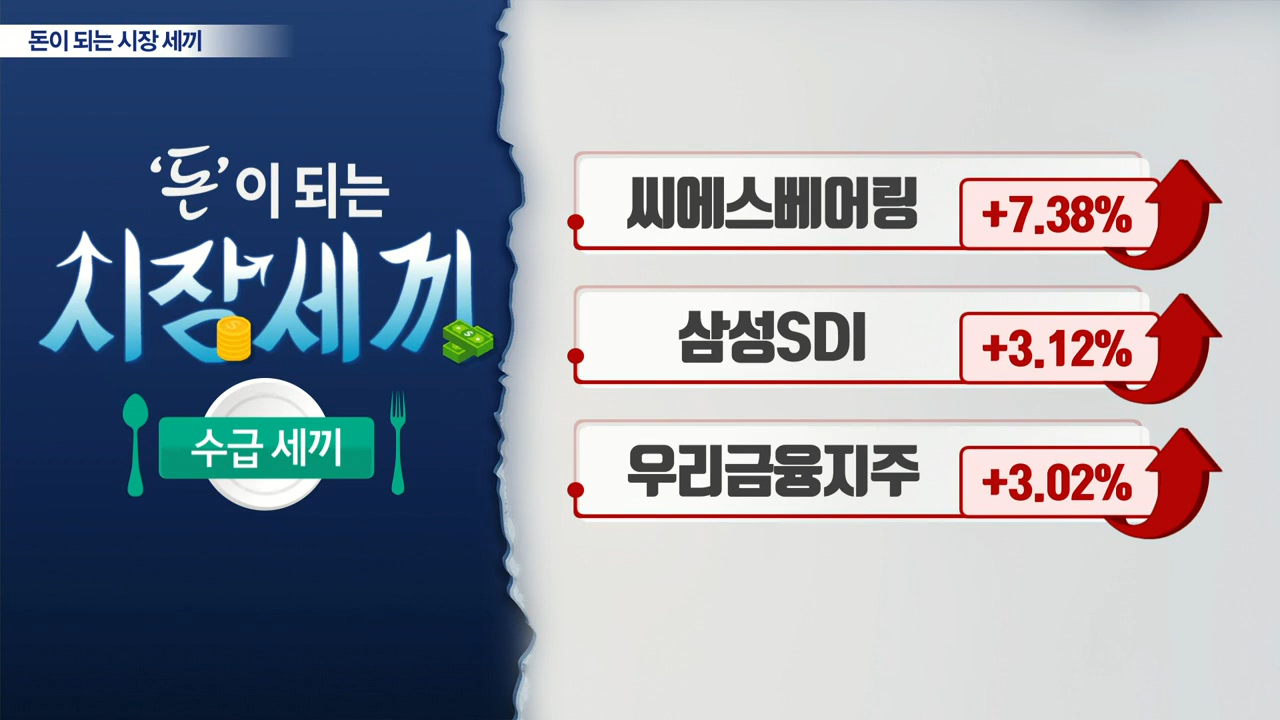 돈이 되는 시장 세끼
‘돈’이 되는
시장세끼
수급 세끼
씨에스베어링
+7.38%
삼성SDI
+3.12%
우리금융지주
+3.02%